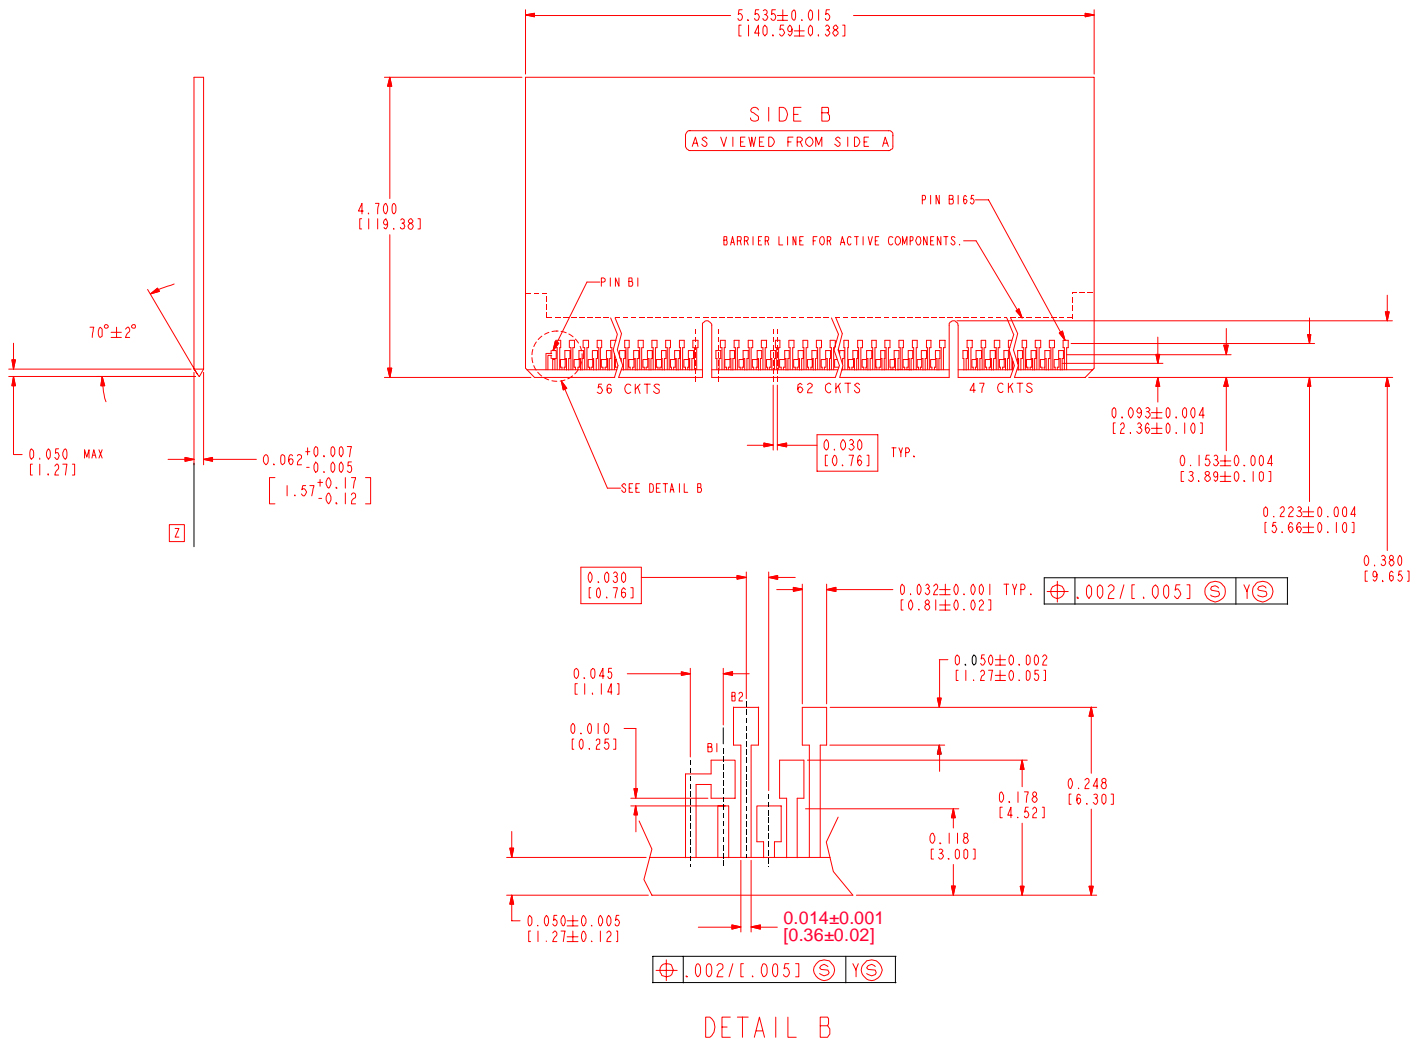 5.535±0.015
[140.59±0.38]
SIDE B
AS VIEWED FROM SIDE A
4.700
[119.38]
PIN B165
BARRIER LINE FOR ACTIVE COMPONENTS.
PIN B1
70°±2°
56 CKTS
62 CKTS
47 CKTS
0.050 MAX
[1.27]
0.062+0.007
-0.005
[1.57+0.17
-0.12]
Z
0.030
[0.76]
TYP.
SEE DETAIL B
0.093±0.004
[2.36±0.10]
0.153±0.004
[3.89±0.10]
0.223±0.004
[5.66±0.10]
0.380
[9.65]
0.030
[0.76]
0.032±0.001 TYP.
[0.81±0.02]
⌖ .002/[.005] Ⓢ YⓈ
0.045
[1.14]
0.050±0.002
[1.27±0.05]
B2
0.010
[0.25]
B1
0.248
[6.30]
0.178
[4.52]
0.118
[3.00]
0.050±0.005
[1.27±0.12]
0.014±0.001
[0.36±0.02]
⌖ .002/[.005] Ⓢ YⓈ
DETAIL B